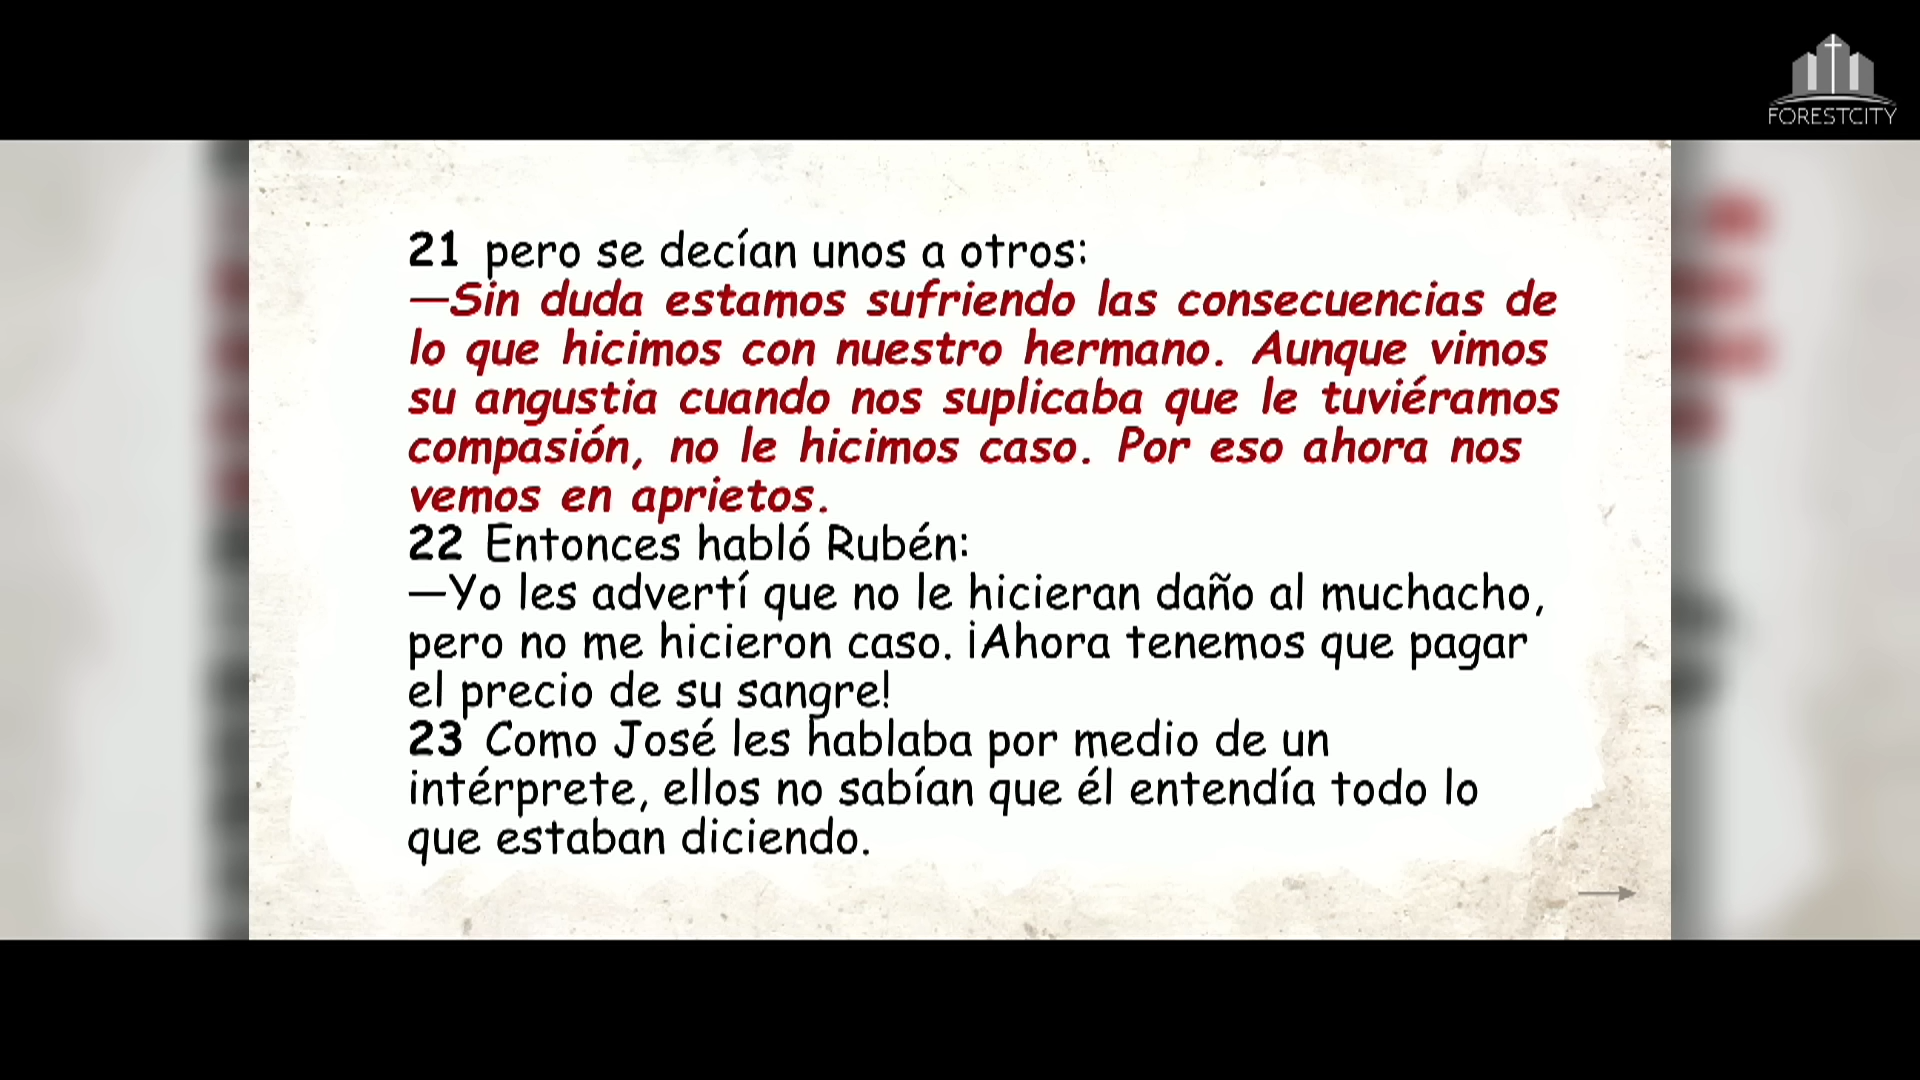 FORESTCITY
21 pero se decían unos a otros:
—Sin duda estamos sufriendo las consecuencias de
lo que hicimos con nuestro hermano. Aunque vimos
su angustia cuando nos suplicaba que le tuviéramos
compasión, no le hicimos caso. Por eso ahora nos
vemos en aprietos.
22 Entonces habló Rubén:
—Yo les advertí que no le hicieran daño al muchacho,
pero no me hicieron caso. ¡Ahora tenemos que pagar
el precio de su sangre!
23 Como José les hablaba por medio de un
intérprete, ellos no sabían que él entendía todo lo
que estaban diciendo.